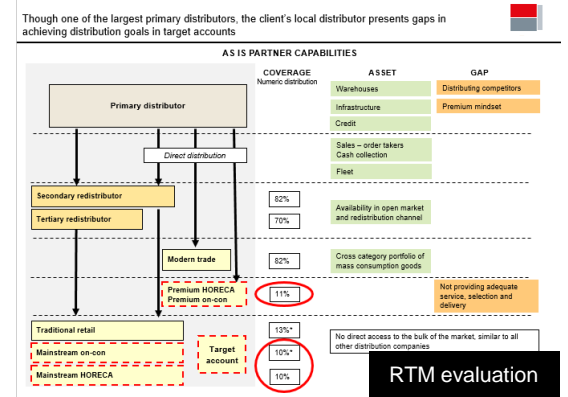 Though one of the largest primary distributors, the client's local distributor presents gaps in
achieving distribution goals in target accounts
AS IS PARTNER CAPABILITIES
COVERAGE
Numeric distribution
ASSET
GAP
Primary distributor
Warehouses
Distributing competitors
Infrastructure
Premium mindset
Credit
Direct distribution
Sales – order takers
Cash collection
Fleet
Secondary redistributor
82%
Tertiary redistributor
70%
Availability in open market
and redistribution channel
Modern trade
82%
Cross category portfolio of
mass consumption goods
Premium HORECA
Premium on-con
11%
Not providing adequate
service, selection and
delivery
Traditional retail
13%*
Mainstream on-con
10%*
Mainstream HORECA
10%
Target
account
No direct access to the bulk of the market, similar to all
other distribution companies
RTM evaluation